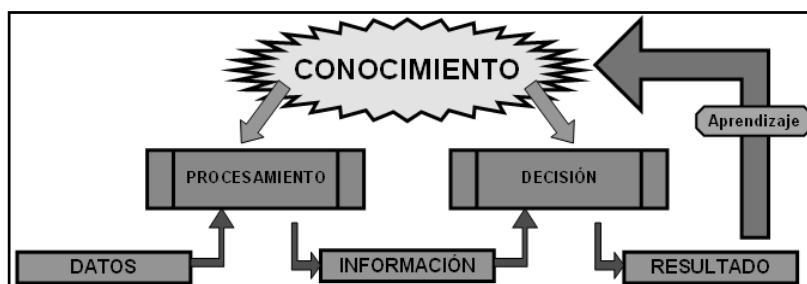 CONOCIMIENTO
Aprendizaje
PROCESAMIENTO
DECISIÓN
DATOS
INFORMACIÓN
RESULTADO